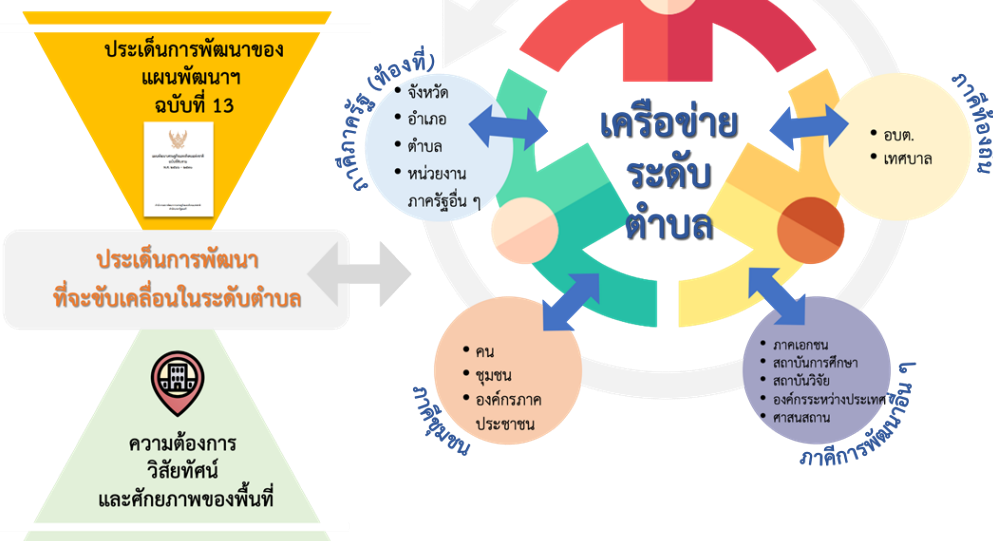 ประเด็นการพัฒนาของ
แผนพัฒนาฯ
ฉบับที่ 13
ประเด็นการพัฒนา
ที่จะขับเคลื่อนในระดับตำบล
ความต้องการ
วิสัยทัศน์
และศักยภาพของพื้นที่
ภาคีภาครัฐ (ท้องที่)
• จังหวัด
• อำเภอ
• ตำบล
• หน่วยงาน
ภาครัฐอื่น ๆ
เครือข่าย
ระดับ
ตำบล
ภาคีท้องถิ่น
• อบต.
• เทศบาล
• คน
• ชุมชน
• องค์กรภาค
ประชาชน
ภาคีชุมชน
• ภาคเอกชน
• สถาบันการศึกษา
• สถาบันวิจัย
• องค์กรระหว่างประเทศ
• ศาสนสถาน
ภาคีการพัฒนาอื่น ๆ